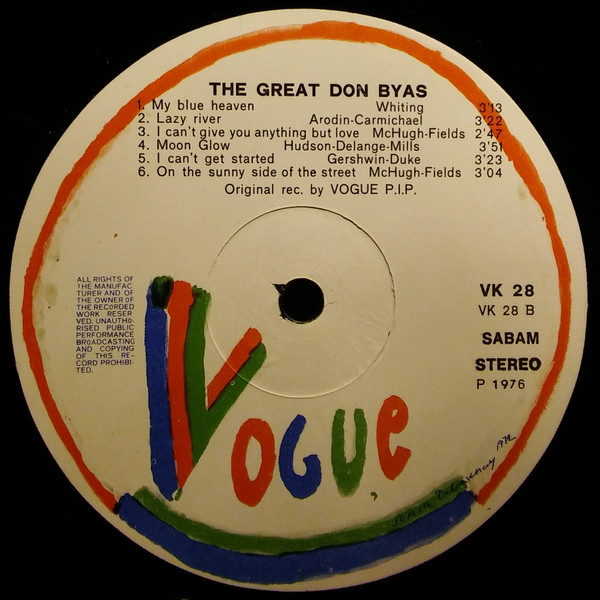 THE GREAT DON BYAS
1. My blue heaven Whiting 3'13
2. Lazy river Arodin-Carmichael 3'22
3. I can't give you anything but love McHugh-Fields 2'47
4. Moon Glow Hudson-Delange-Mills 3'51
5. I can't get started Gershwin-Duke 3'23
6. On the sunny side of the street McHugh-Fields 3'04
Original rec. by VOGUE P.I.P.
ALL RIGHTS OF
THE MANUFAC
TURER AND OF
THE OWNER OF
THE RECORDED
WORK RESER
VED. UNAUTHO-
RISED PUBLIC
PERFORMANCE
BROADCASTING
AND COPYING
OF THIS RE-
CORD PROHIBI-
TED.
VK 28
VK 28 B
SABAM
STEREO
P 1976
VOGUE
Sonia Delaunay